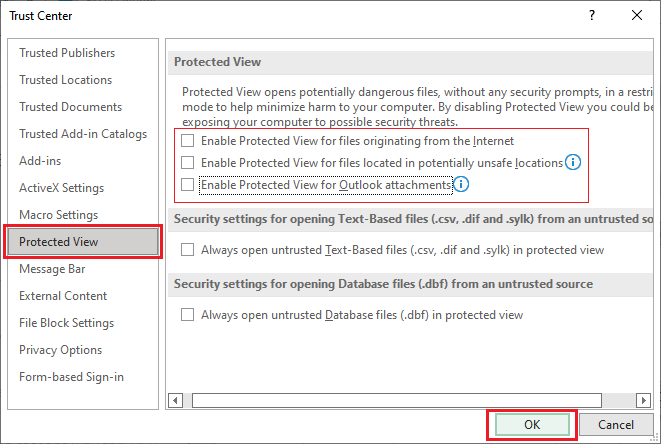 Trust Center
?
Trusted Publishers
Trusted Locations
Trusted Documents
Trusted Add-in Catalogs
Add-ins
ActiveX Settings
Macro Settings
Protected View
Message Bar
External Content
File Block Settings
Privacy Options
Form-based Sign-in
Protected View
Protected View opens potentially dangerous files, without any security prompts, in a restri
mode to help minimize harm to your computer. By disabling Protected View you could be
exposing your computer to possible security threats.
Enable Protected View for files originating from the Internet
Enable Protected View for files located in potentially unsafe locations
Enable Protected View for Outlook attachments
Security settings for opening Text-Based files (.csv, .dif and .sylk) from an untrusted so
Always open untrusted Text-Based files (.csv, .dif and .sylk) in protected view
Security settings for opening Database files (.dbf) from an untrusted source
Always open untrusted Database files (.dbf) in protected view
OK
Cancel